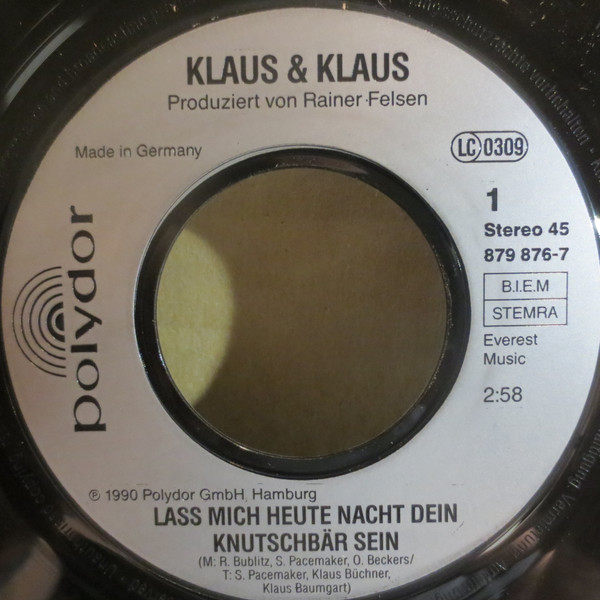 KLAUS & KLAUS
Produziert von Rainer Felsen
Made in Germany
LC 0309
1
Stereo 45
879 876-7
B.I.E.M
STEMRA
Everest
Music
2:58
polydor
℗ 1990 Polydor GmbH, Hamburg
LASS MICH HEUTE NACHT DEIN
KNUTSCHBÄR SEIN
(M: R. Bublitz, S. Pacemaker, O. Beckers/
T: S. Pacemaker, Klaus Büchner,
Klaus Baumgart)